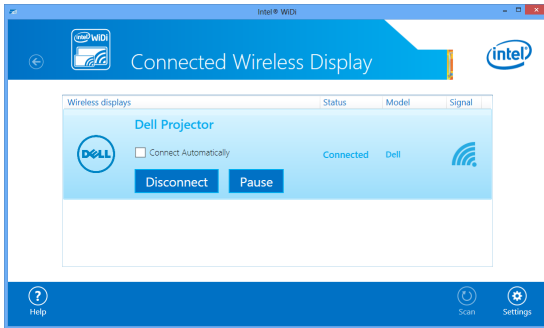 Intel® WiDi
intel WiDi
Connected Wireless Display
intel
Wireless displays Status Model Signal
Dell Projector
DELL
Connect Automatically
Connected Dell
Disconnect Pause
?
Help Scan Settings